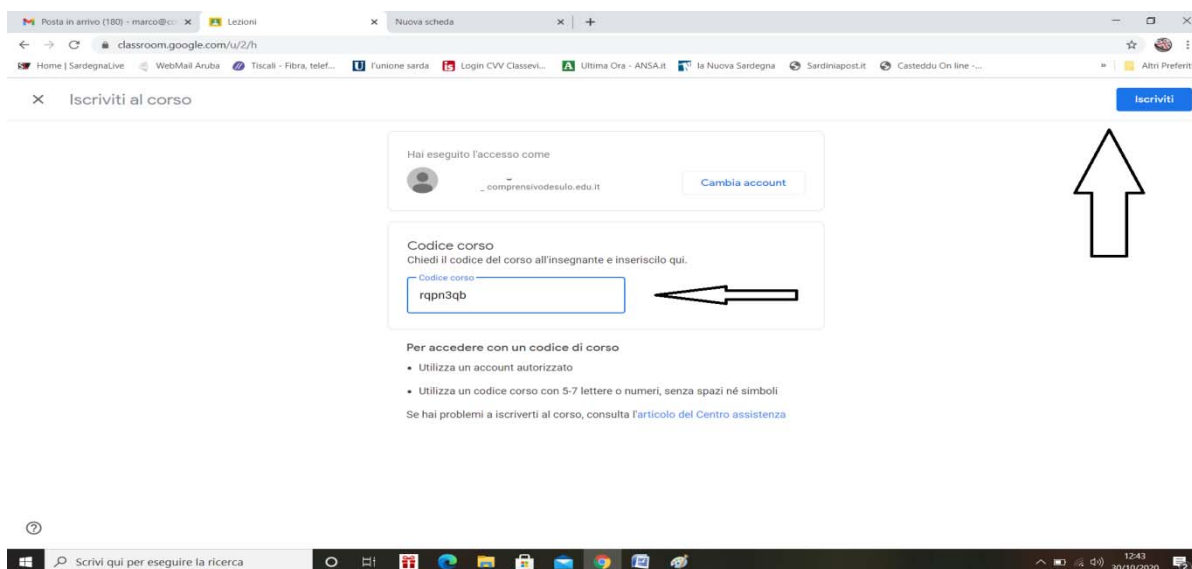 Posta in arrivo (180) - marco@co
Lezioni
Nuova scheda
classroom.google.com/u/2/h
Home | SardegnaLive WebMail Aruba Tiscali - Fibra, telef... l'unione sarda Login CVV Classevi... Ultima Ora - ANSA.it la Nuova Sardegna Sardiniapost.it Casteddu On line -... » Altri Preferit
Iscriviti al corso
Iscriviti
Hai eseguito l'accesso come
comprensivodesulo.edu.it
Cambia account
Codice corso
Chiedi il codice del corso all'insegnante e inseriscilo qui.
Codice corso
rqpn3qb
Per accedere con un codice di corso
• Utilizza un account autorizzato
• Utilizza un codice corso con 5-7 lettere o numeri, senza spazi né simboli
Se hai problemi a iscriverti al corso, consulta l'articolo del Centro assistenza
Scrivi qui per eseguire la ricerca
12:43
30/10/2020